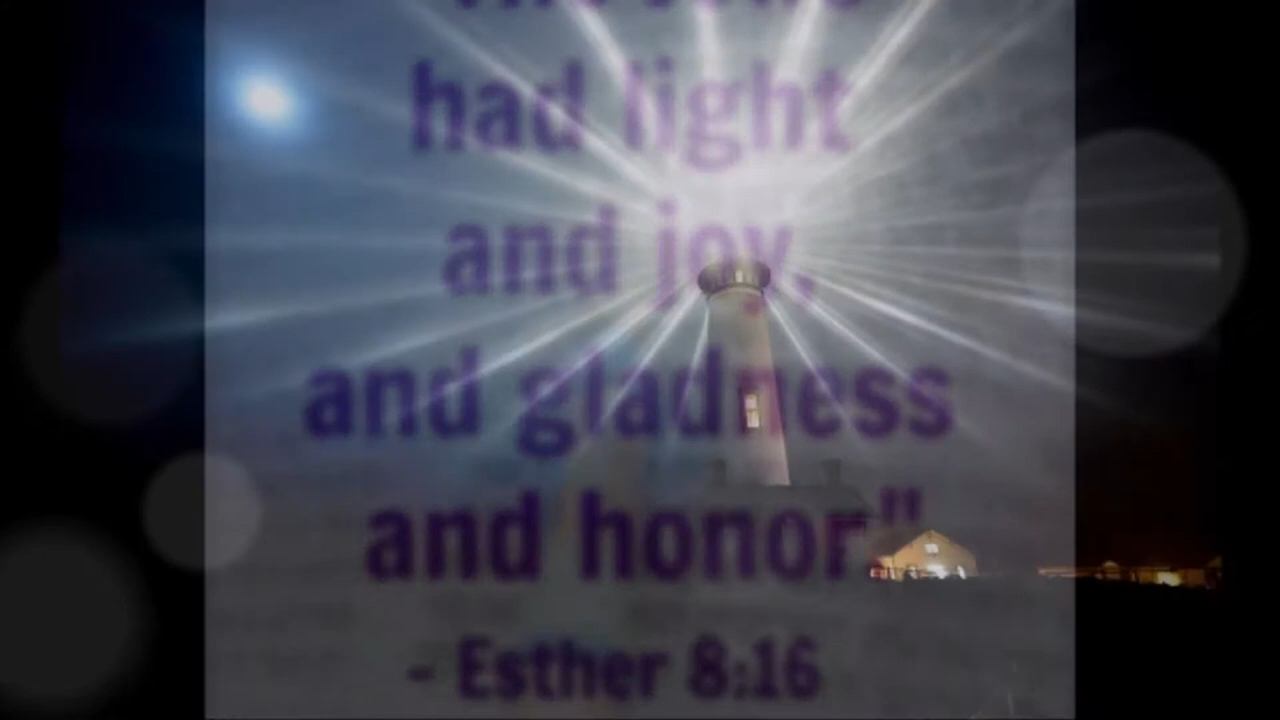 had light
and joy,
and gladness
and honor"
- Esther 8:16